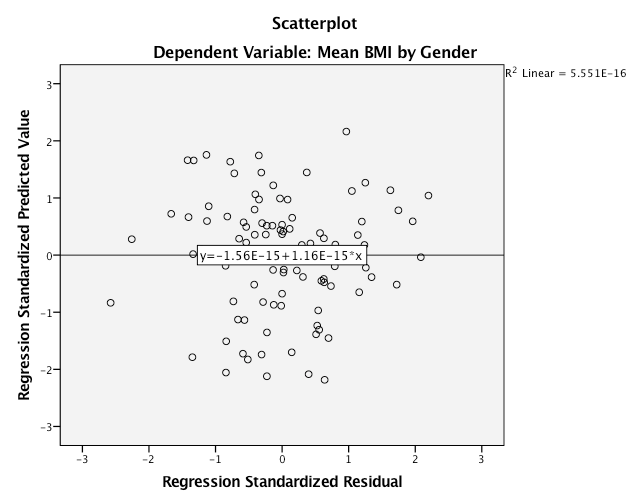 Scatterplot
Dependent Variable: Mean BMI by Gender
R² Linear = 5.551E-16
Regression Standardized Predicted Value
3
2
1
0
-1
-2
-3
y=-1.56E-15+1.16E-15*x
-3
-2
-1
0
1
2
3
Regression Standardized Residual